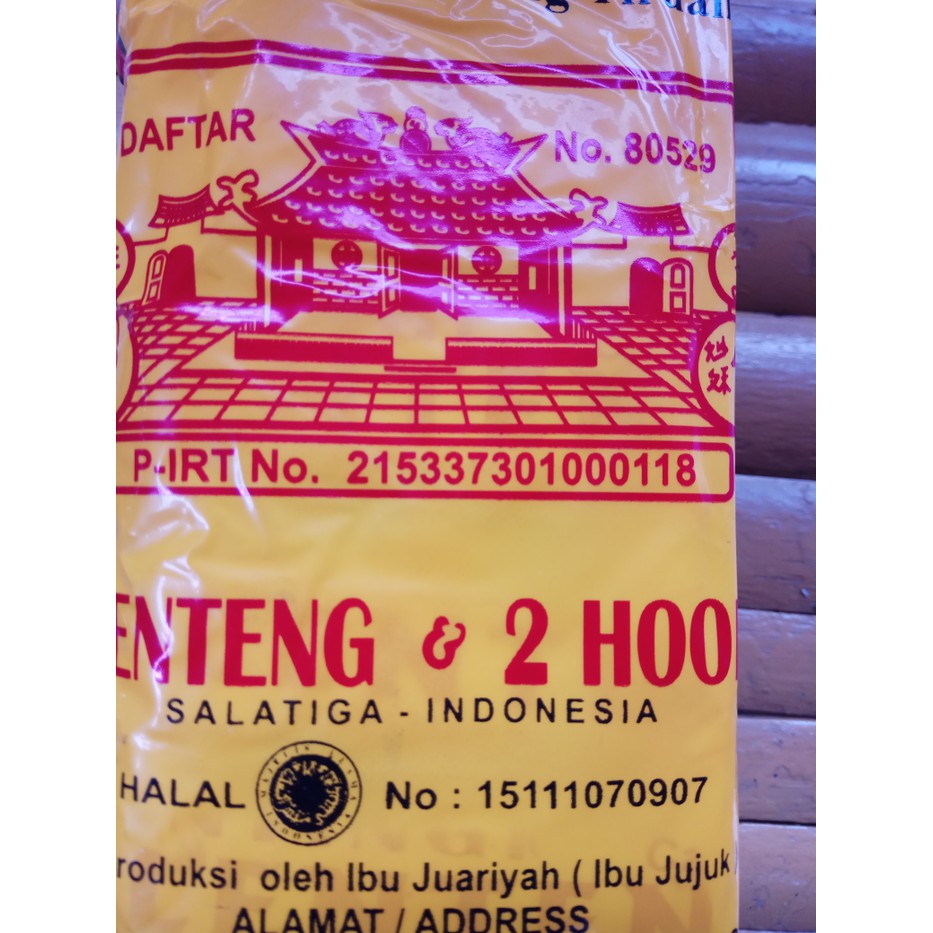 DAFTAR No. 80529
P-IRT No. 215337301000118
ENTENG & 2 HOO
SALATIGA - INDONESIA
HALAL No : 15111070907
roduksi oleh Ibu Juariyah ( Ibu Jujuk
ALAMAT / ADDRESS